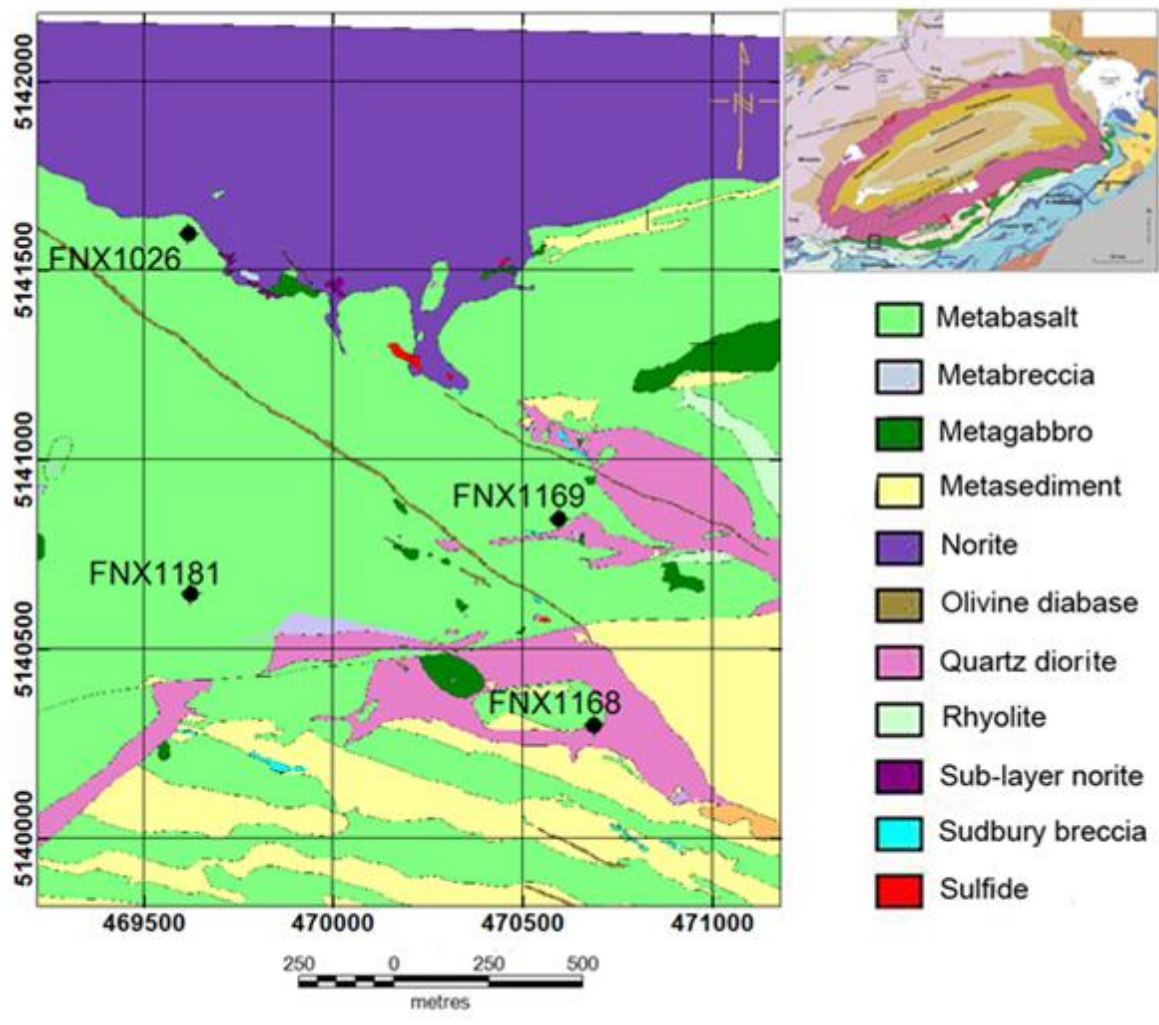 5142000
5141500
5141000
5140500
5140000
N
FNX1026
FNX1169
FNX1181
FNX1168
469500
470000
470500
471000
250
0
250
500
metres
Metabasalt
Metabreccia
Metagabbro
Metasediment
Norite
Olivine diabase
Quartz diorite
Rhyolite
Sub-layer norite
Sudbury breccia
Sulfide